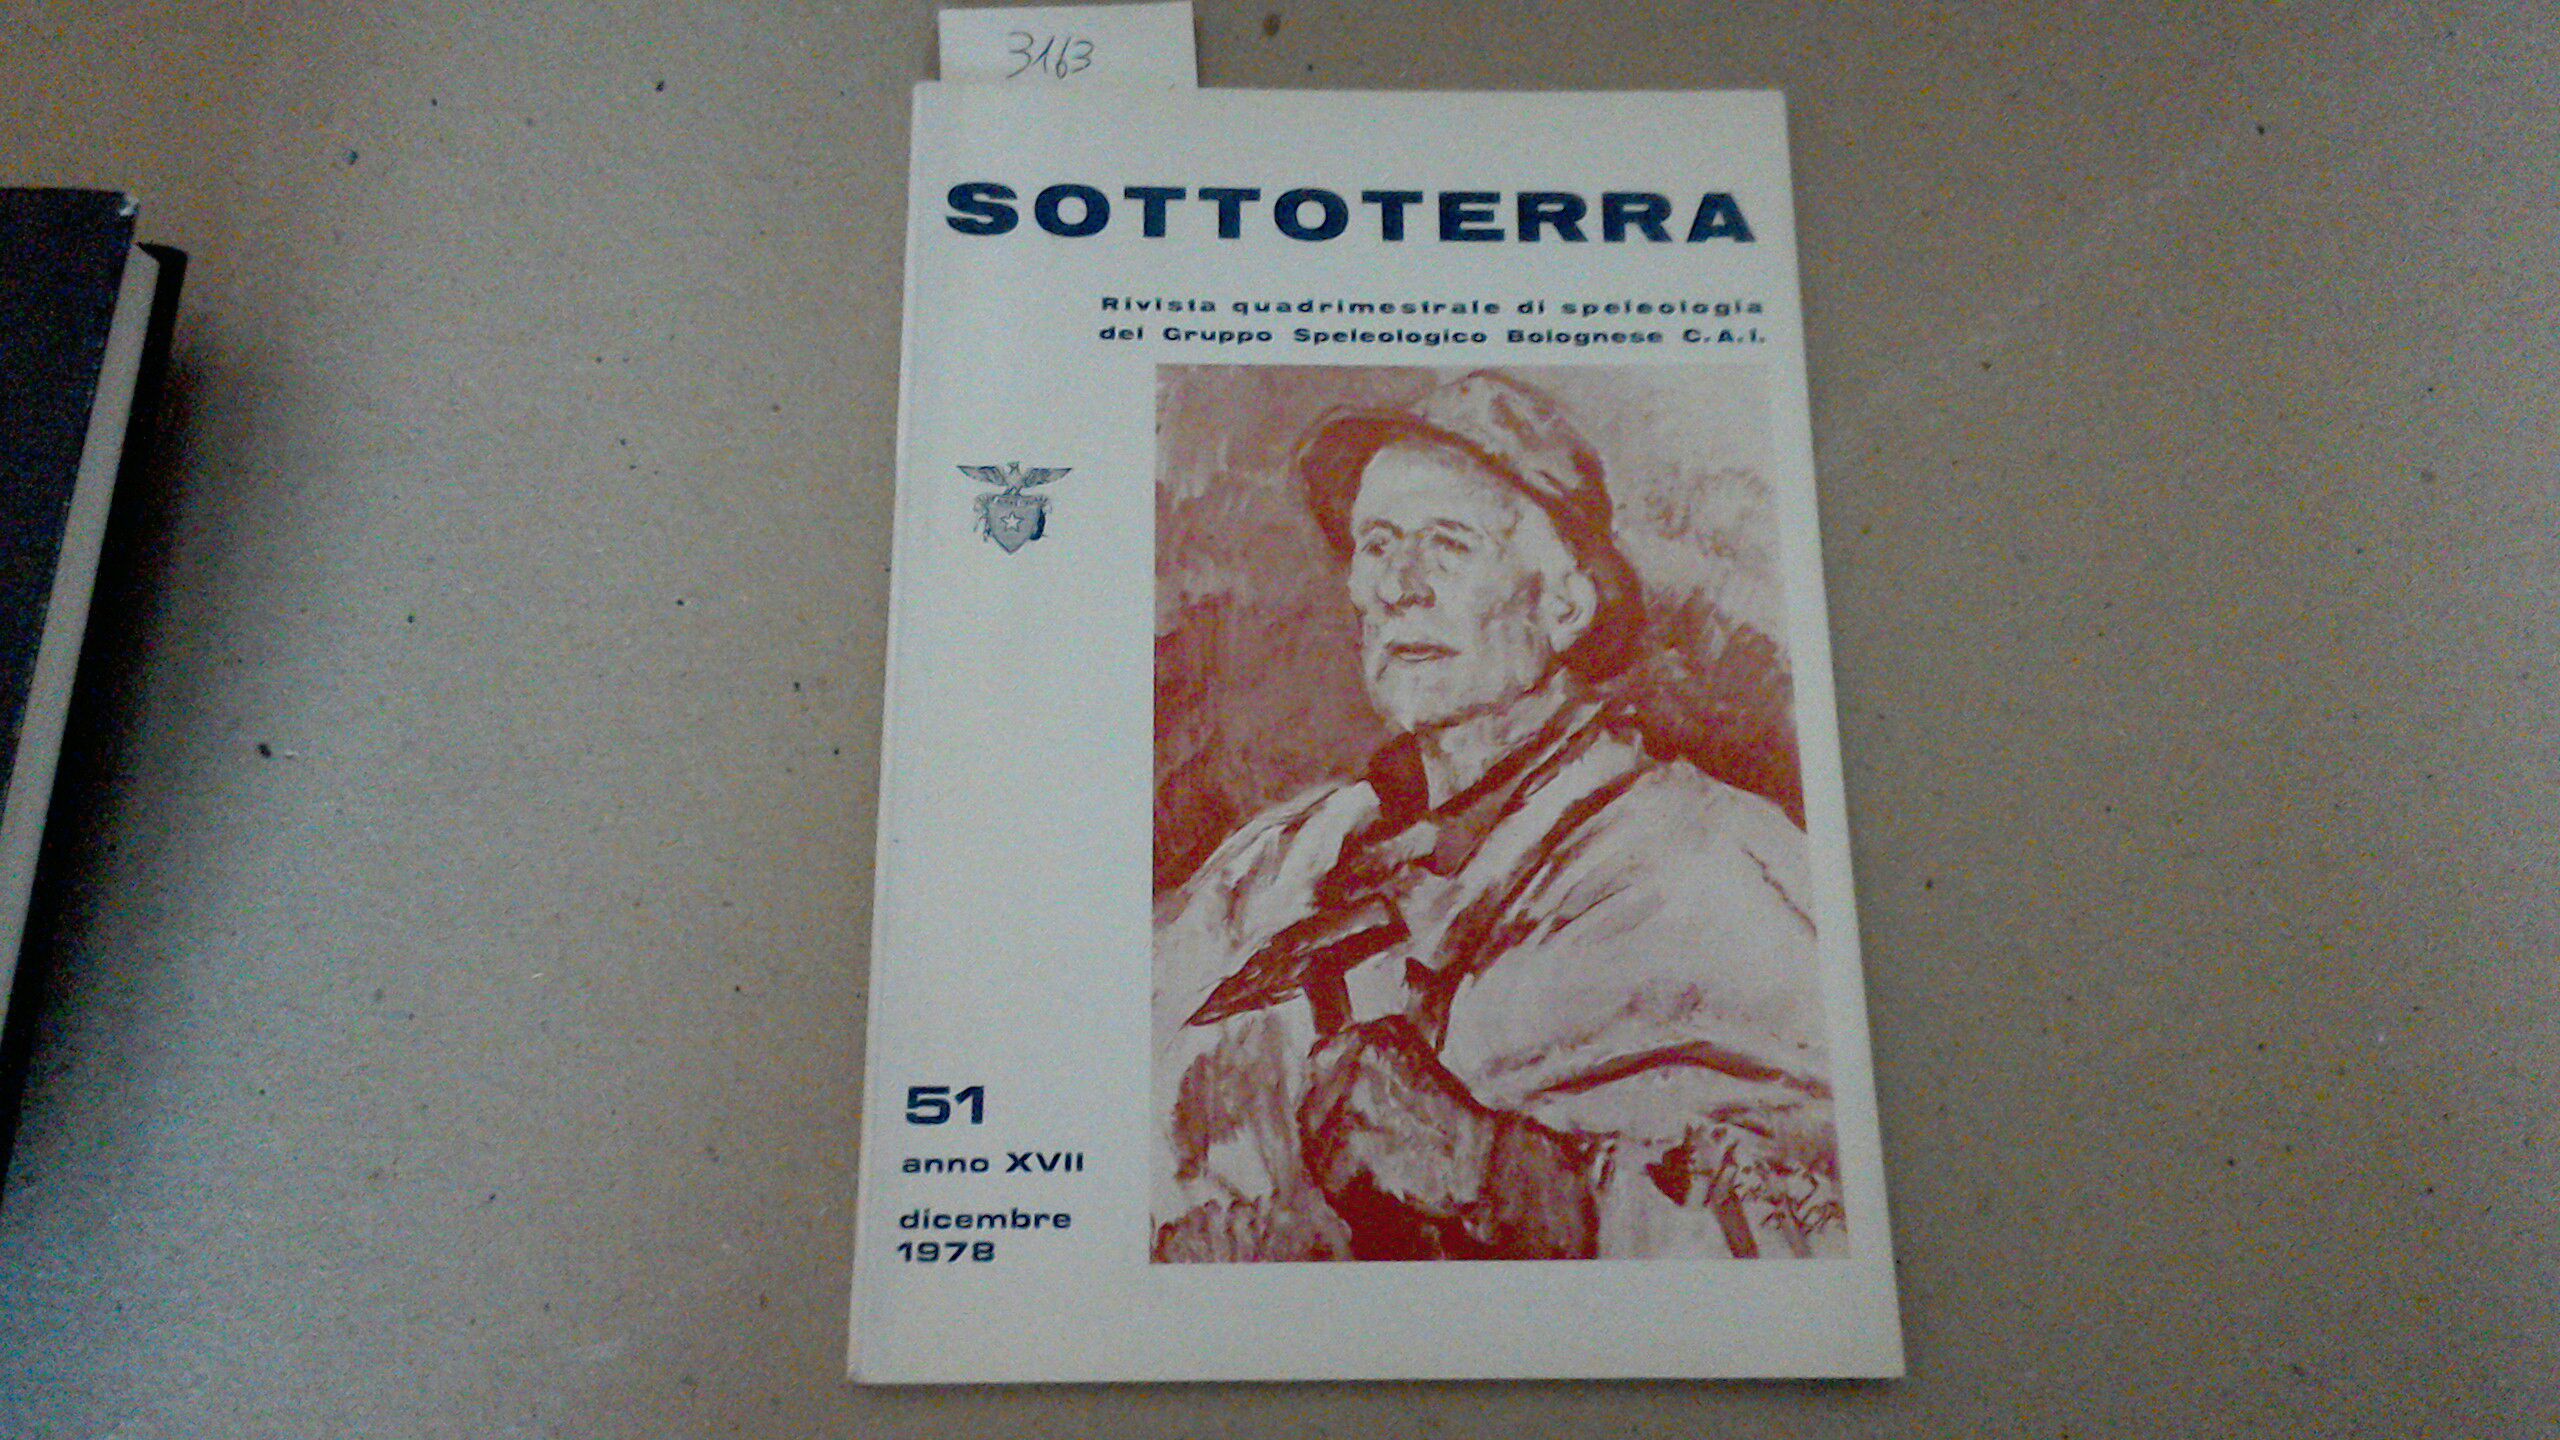 3163
SOTTOTERRA
Rivista quadrimestrale di speleologia
del Gruppo Speleologico Bolognese C.A.I.
51
anno XVII
dicembre
1978